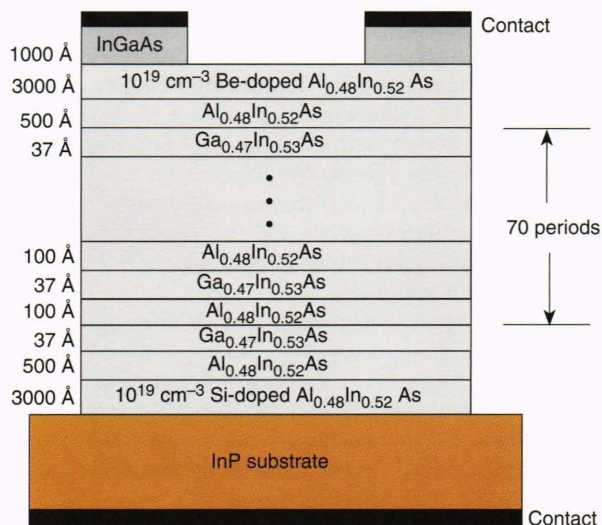 Contact
InGaAs
1000 Å
3000 Å 10¹⁹ cm⁻³ Be-doped Al₀.₄₈In₀.₅₂ As
500 Å Al₀.₄₈In₀.₅₂As
37 Å Ga₀.₄₇In₀.₅₃As
70 periods
100 Å Al₀.₄₈In₀.₅₂As
37 Å Ga₀.₄₇In₀.₅₃As
100 Å Al₀.₄₈In₀.₅₂As
37 Å Ga₀.₄₇In₀.₅₃As
500 Å Al₀.₄₈In₀.₅₂As
3000 Å 10¹⁹ cm⁻³ Si-doped Al₀.₄₈In₀.₅₂ As
InP substrate
Contact